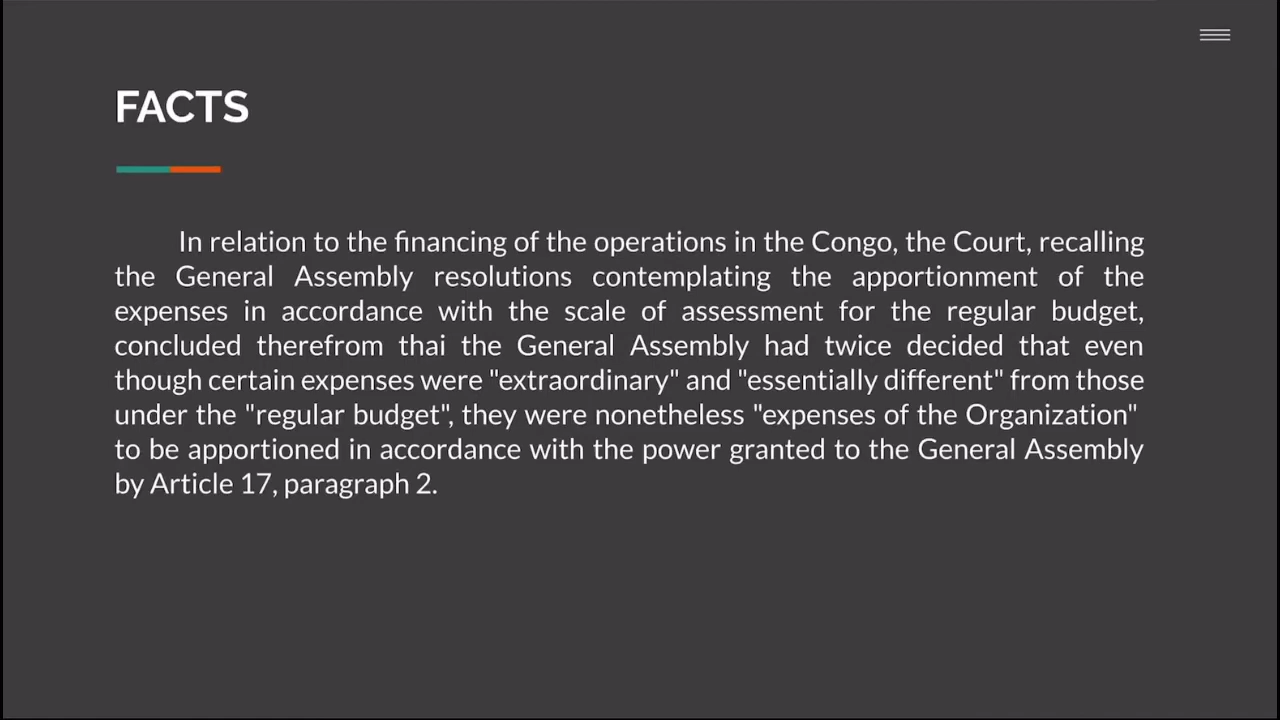 FACTS
In relation to the financing of the operations in the Congo, the Court, recalling
the General Assembly resolutions contemplating the apportionment of the
expenses in accordance with the scale of assessment for the regular budget,
concluded therefrom thai the General Assembly had twice decided that even
though certain expenses were "extraordinary" and "essentially different" from those
under the "regular budget", they were nonetheless "expenses of the Organization"
to be apportioned in accordance with the power granted to the General Assembly
by Article 17, paragraph 2.